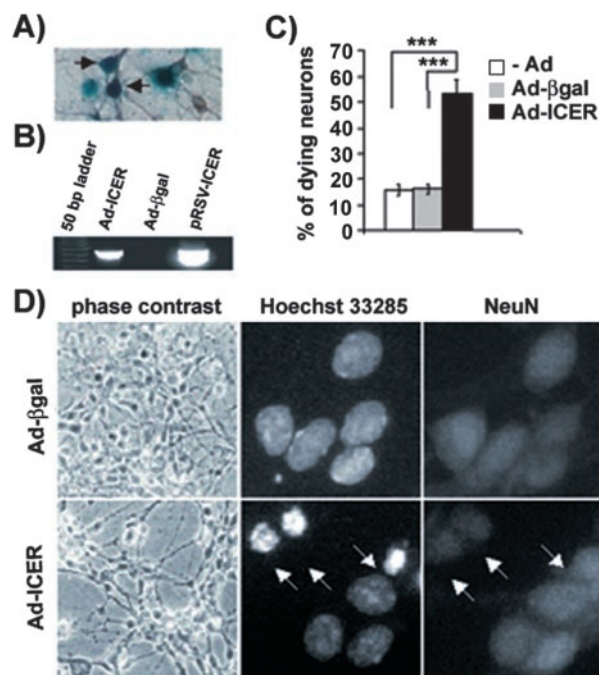 A)
B)
50 bp ladder
Ad-ICER
Ad-βgal
pRSV-ICER
C)
% of dying neurons
70
60
50
40
30
20
10
0
***
***
- Ad
Ad-βgal
Ad-ICER
D)
phase contrast
Hoechst 33285
NeuN
Ad-βgal
Ad-ICER